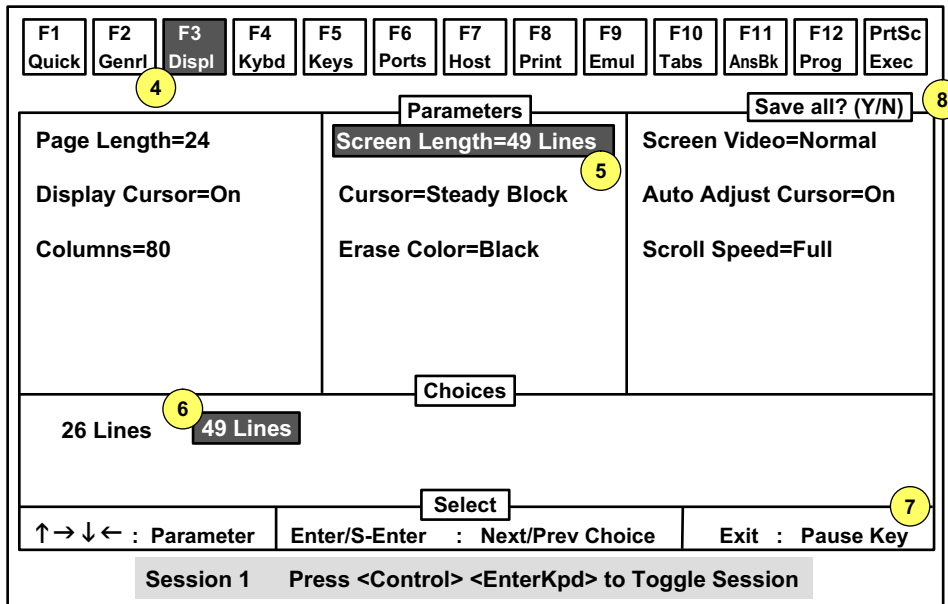 F1 F2 F3 F4 F5 F6 F7 F8 F9 F10 F11 F12 PrtSc
Quick Genrl Displ Kybd Keys Ports Host Print Emul Tabs AnsBk Prog Exec
4
8
Parameters Save all? (Y/N)
Page Length=24 Screen Length=49 Lines Screen Video=Normal
5
Display Cursor=On Cursor=Steady Block Auto Adjust Cursor=On
Columns=80 Erase Color=Black Scroll Speed=Full
Choices
6
26 Lines 49 Lines
Select
7
↑→↓← : Parameter Enter/S-Enter : Next/Prev Choice Exit : Pause Key
Session 1 Press <Control> <EnterKpd> to Toggle Session